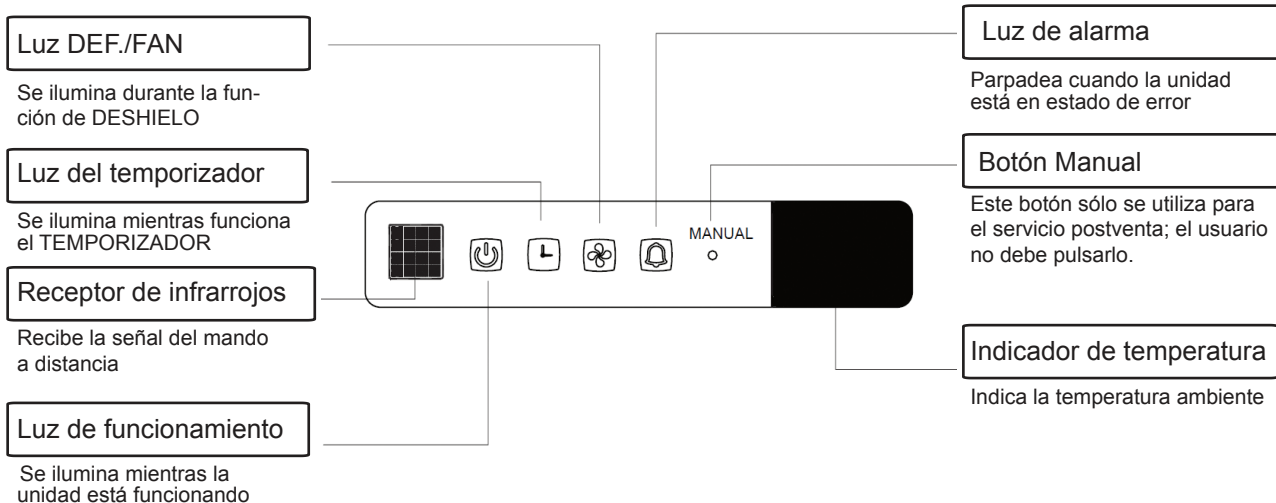 Luz DEF./FAN
Se ilumina durante la fun-
ción de DESHIELO
Luz del temporizador
Se ilumina mientras funciona
el TEMPORIZADOR
Receptor de infrarrojos
Recibe la señal del mando
a distancia
Luz de funcionamiento
Se ilumina mientras la
unidad está funcionando
MANUAL
Luz de alarma
Parpadea cuando la unidad
está en estado de error
Botón Manual
Este botón sólo se utiliza para
el servicio postventa; el usuario
no debe pulsarlo.
Indicador de temperatura
Indica la temperatura ambiente